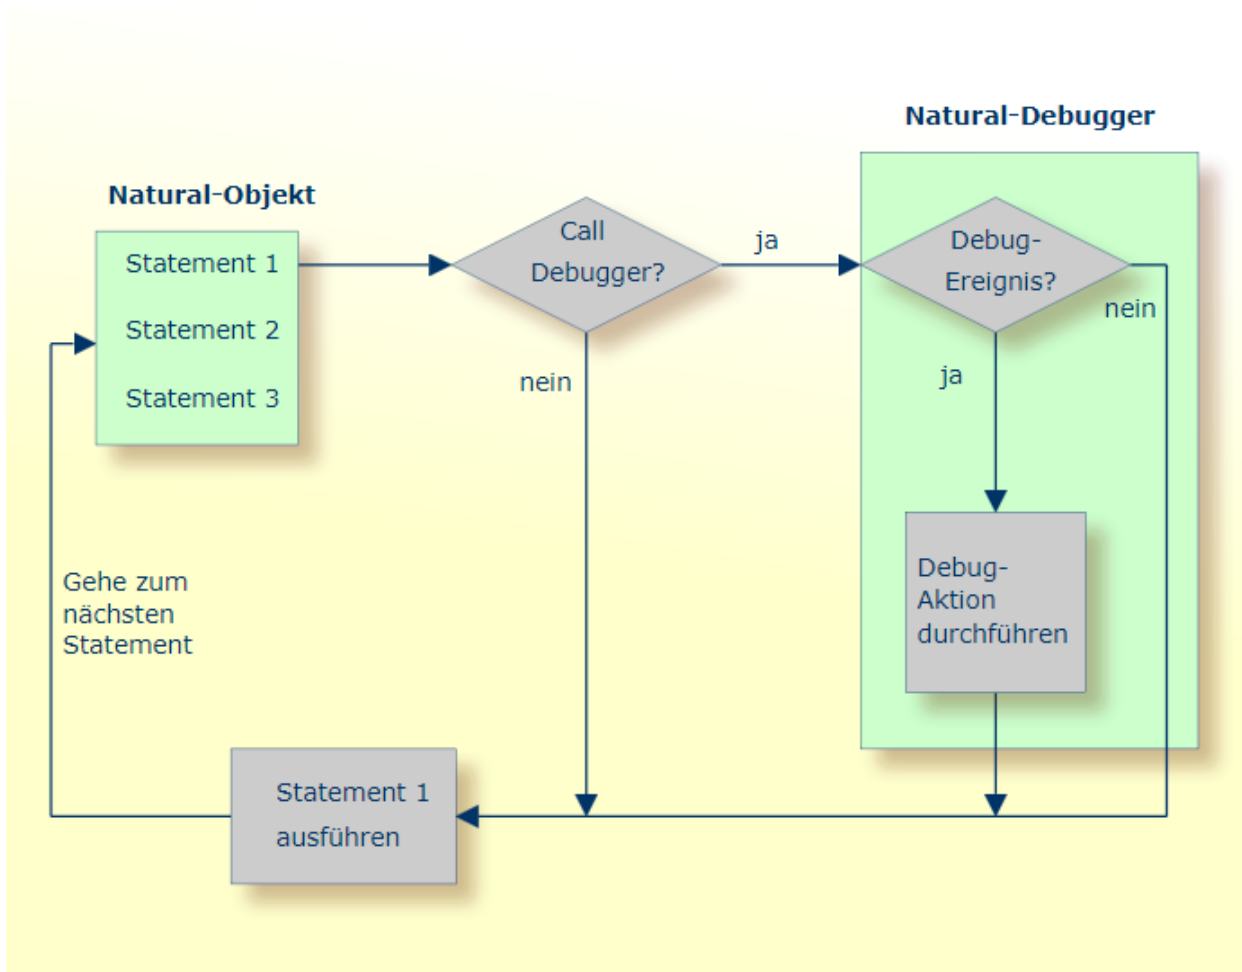 Natural-Debugger
Natural-Objekt
Statement 1
Statement 2
Statement 3
Call
Debugger?
ja
nein
Debug-
Ereignis?
nein
ja
Debug-
Aktion
durchführen
Gehe zum
nächsten
Statement
Statement 1
ausführen